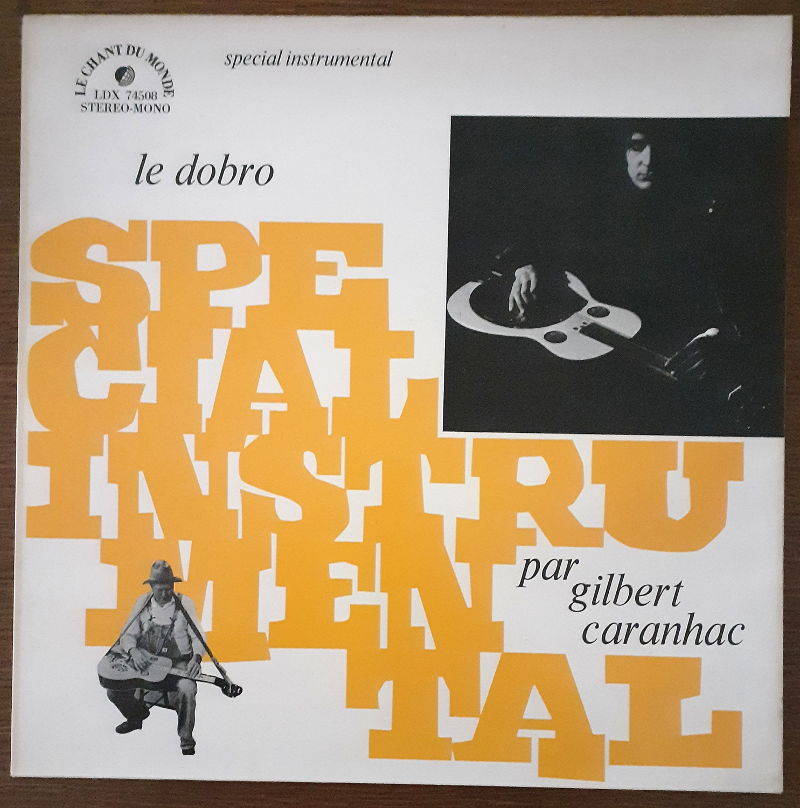 LE CHANT DU MONDE
LDX 74508
STEREO-MONO
special instrumental
le dobro
SPE
CIAL
INSTRU
MEN
TAL
par
gilbert
caranhac